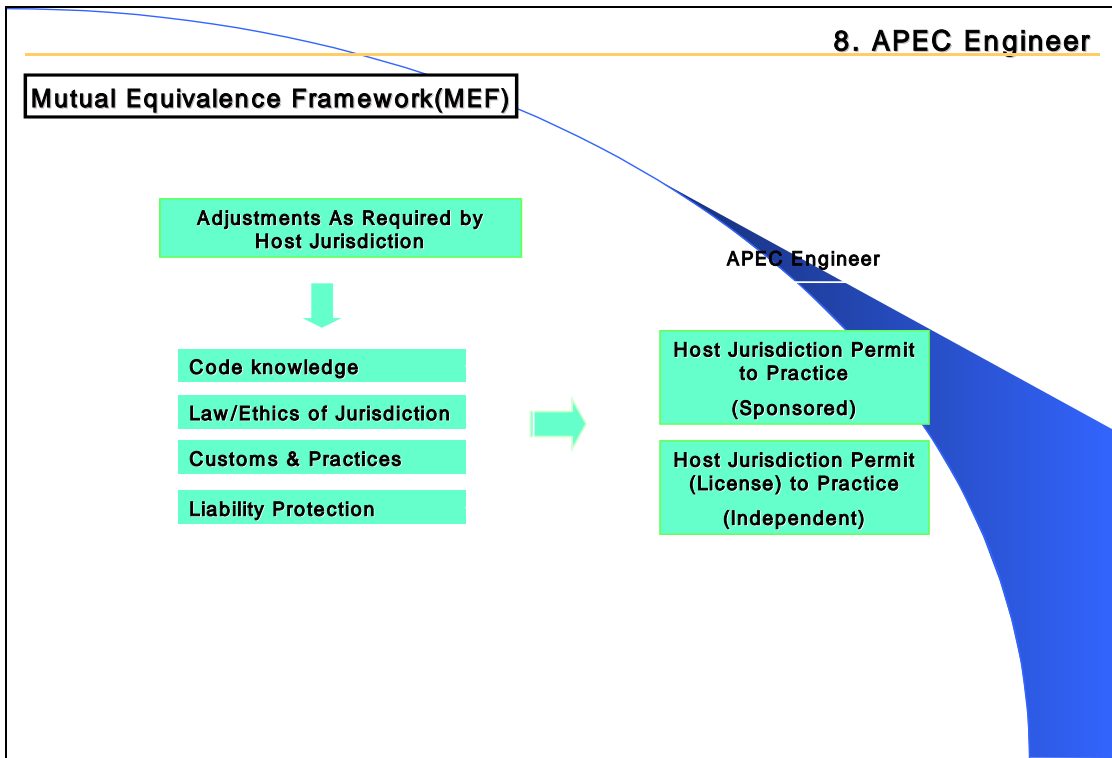 8. APEC Engineer
Mutual Equivalence Framework(MEF)
Adjustments As Required by
Host Jurisdiction
Code knowledge
Law/Ethics of Jurisdiction
Customs & Practices
Liability Protection
APEC Engineer
Host Jurisdiction Permit
to Practice
(Sponsored)
Host Jurisdiction Permit
(License) to Practice
(Independent)